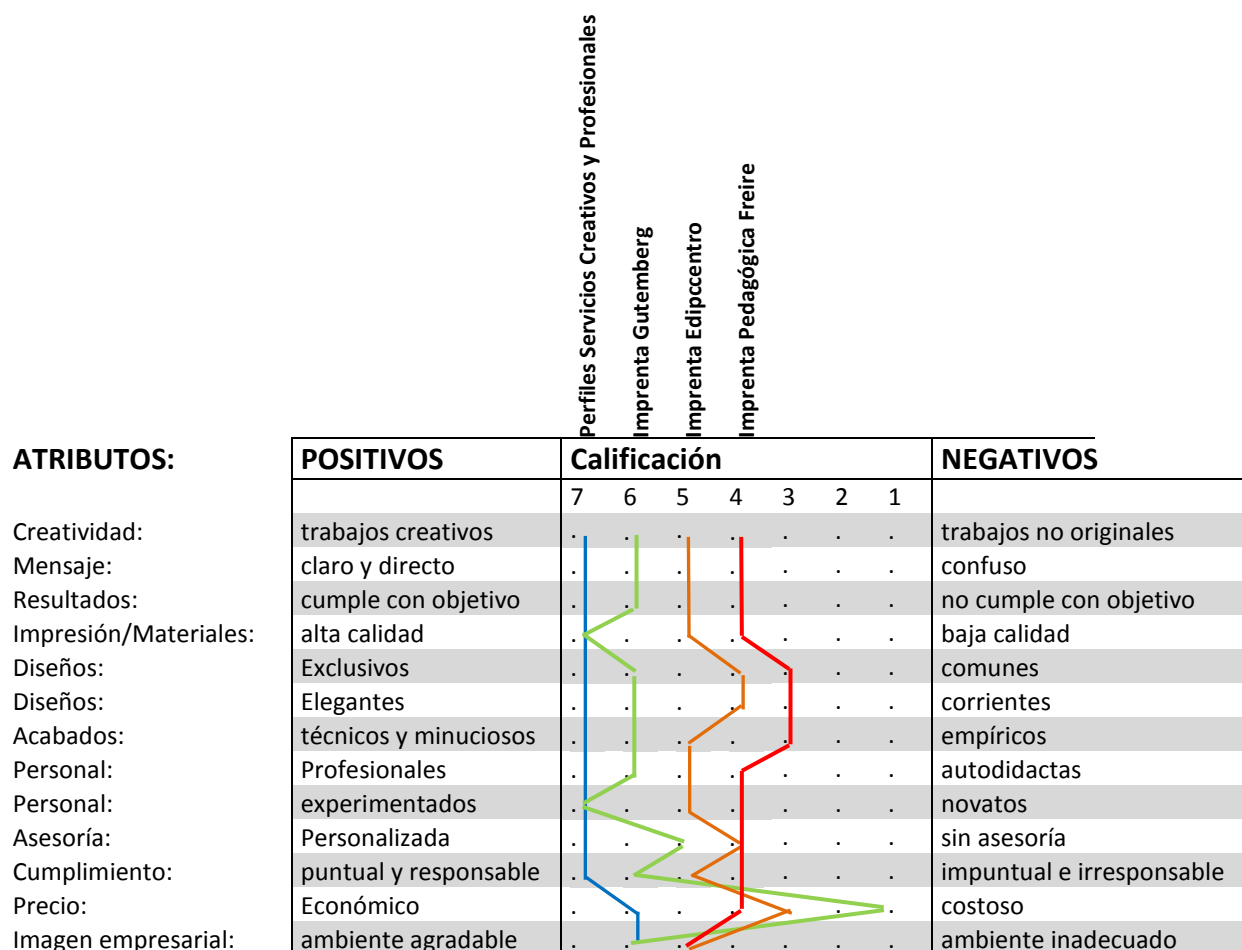 Perfiles Servicios Creativos y Profesionales
Imprenta Gutemberg
Imprenta Edipccentro
Imprenta Pedagógica Freire
ATRIBUTOS: POSITIVOS Calificación NEGATIVOS
7 6 5 4 3 2 1
Creatividad: trabajos creativos . . . . . . . trabajos no originales
Mensaje: claro y directo . . . . . . . confuso
Resultados: cumple con objetivo . . . . . . . no cumple con objetivo
Impresión/Materiales: alta calidad . . . . . . . baja calidad
Diseños: Exclusivos . . . . . . . comunes
Diseños: Elegantes . . . . . . . corrientes
Acabados: técnicos y minuciosos . . . . . . . empíricos
Personal: Profesionales . . . . . . . autodidactas
Personal: experimentados . . . . . . . novatos
Asesoría: Personalizada . . . . . . . sin asesoría
Cumplimiento: puntual y responsable . . . . . . . impuntual e irresponsable
Precio: Económico . . . . . . . costoso
Imagen empresarial: ambiente agradable . . . . . . . ambiente inadecuado